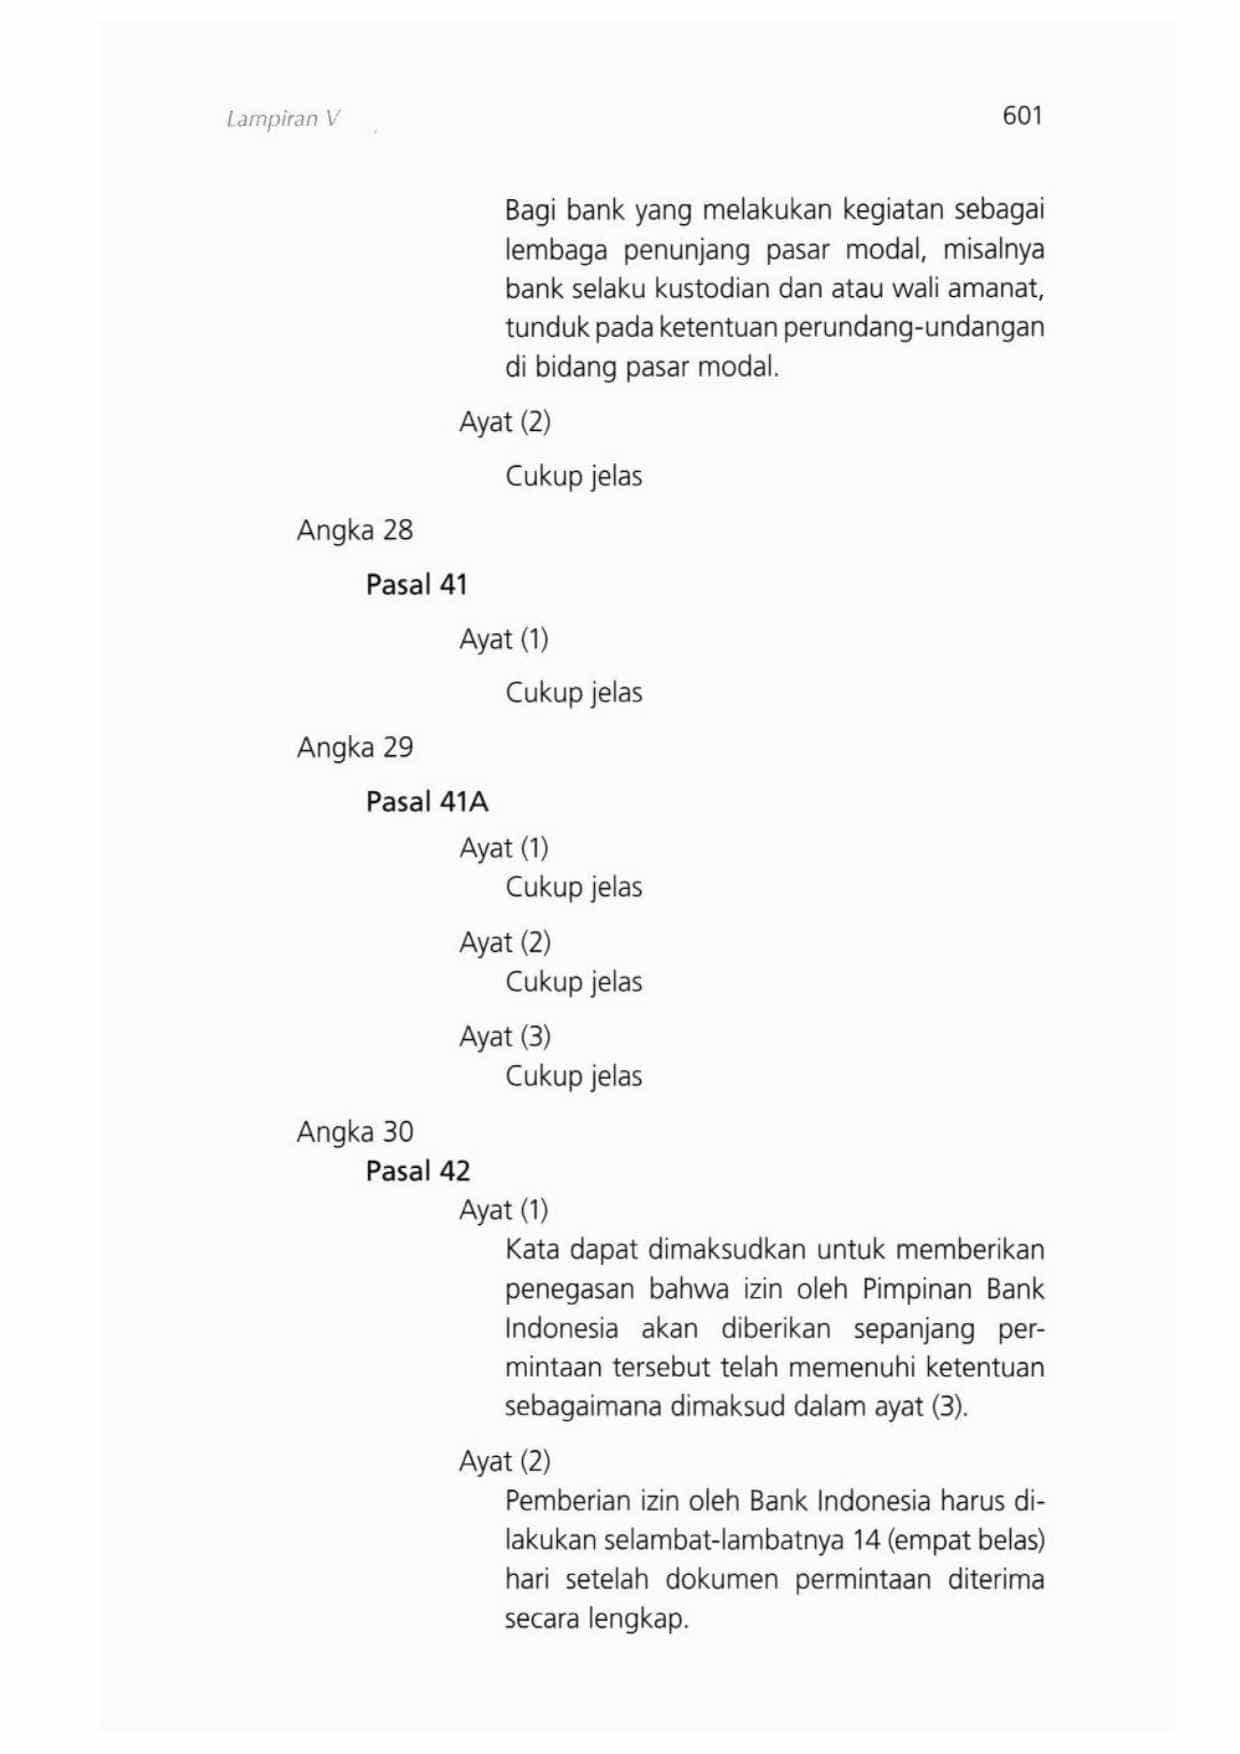 Lampiran V
601
Bagi bank yang melakukan kegiatan sebagai
lembaga penunjang pasar modal, misalnya
bank selaku kustodian dan atau wali amanat,
tunduk pada ketentuan perundang-undangan
di bidang pasar modal.
Ayat (2)
Cukup jelas
Angka 28
Pasal 41
Ayat (1)
Cukup jelas
Angka 29
Pasal 41A
Ayat (1)
Cukup jelas
Ayat (2)
Cukup jelas
Ayat (3)
Cukup jelas
Angka 30
Pasal 42
Ayat (1)
Kata dapat dimaksudkan untuk memberikan
penegasan bahwa izin oleh Pimpinan Bank
Indonesia akan diberikan sepanjang per-
mintaan tersebut telah memenuhi ketentuan
sebagaimana dimaksud dalam ayat (3).
Ayat (2)
Pemberian izin oleh Bank Indonesia harus di-
lakukan selambat-lambatnya 14 (empat belas)
hari setelah dokumen permintaan diterima
secara lengkap.